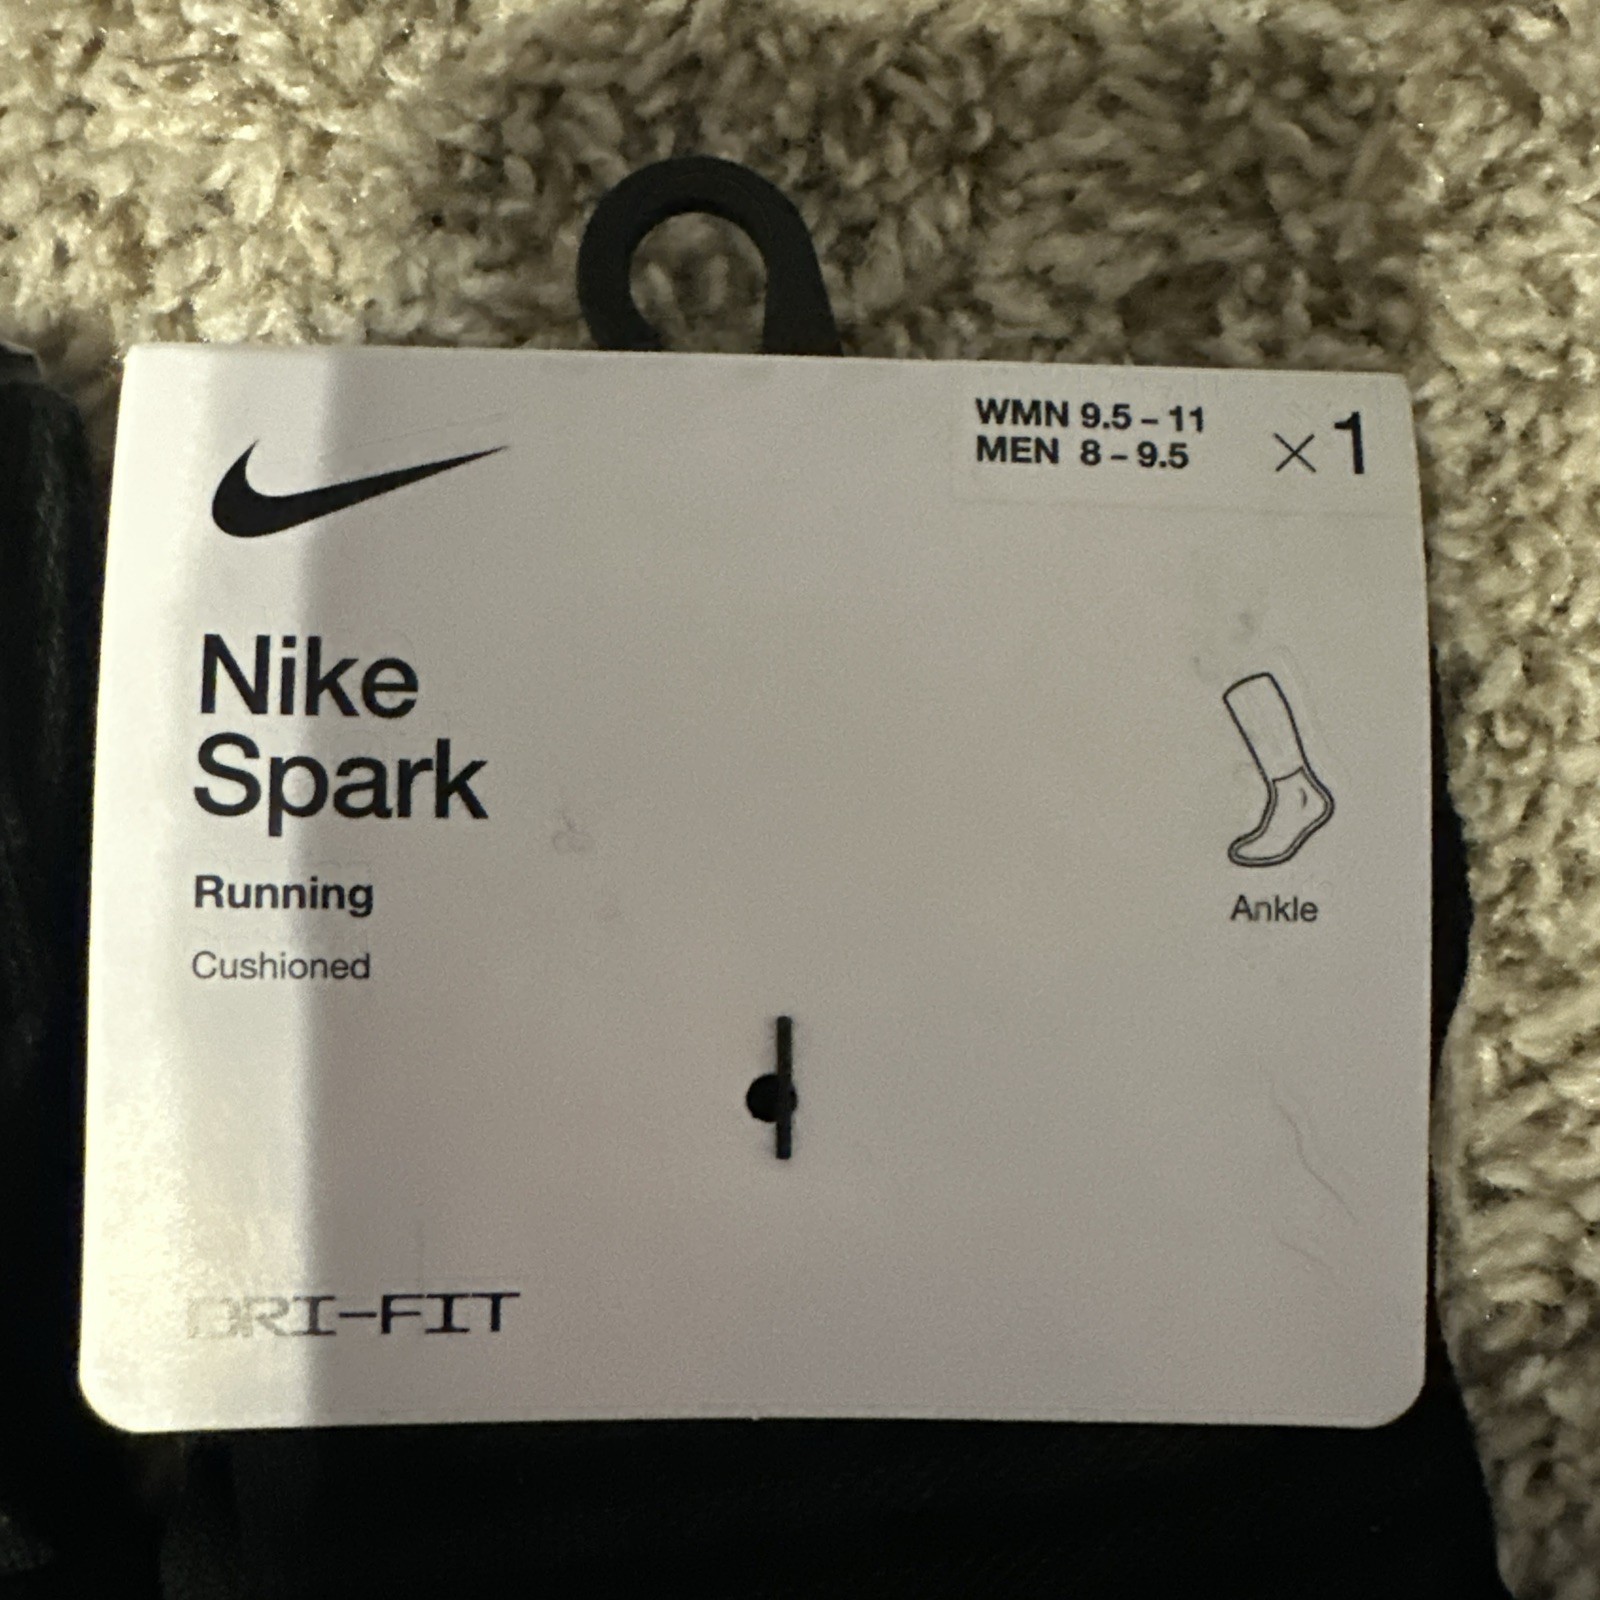 WMN 9.5 – 11
MEN 8 – 9.5
×1
Nike
Spark
Running
Cushioned
Ankle
DRI–FIT